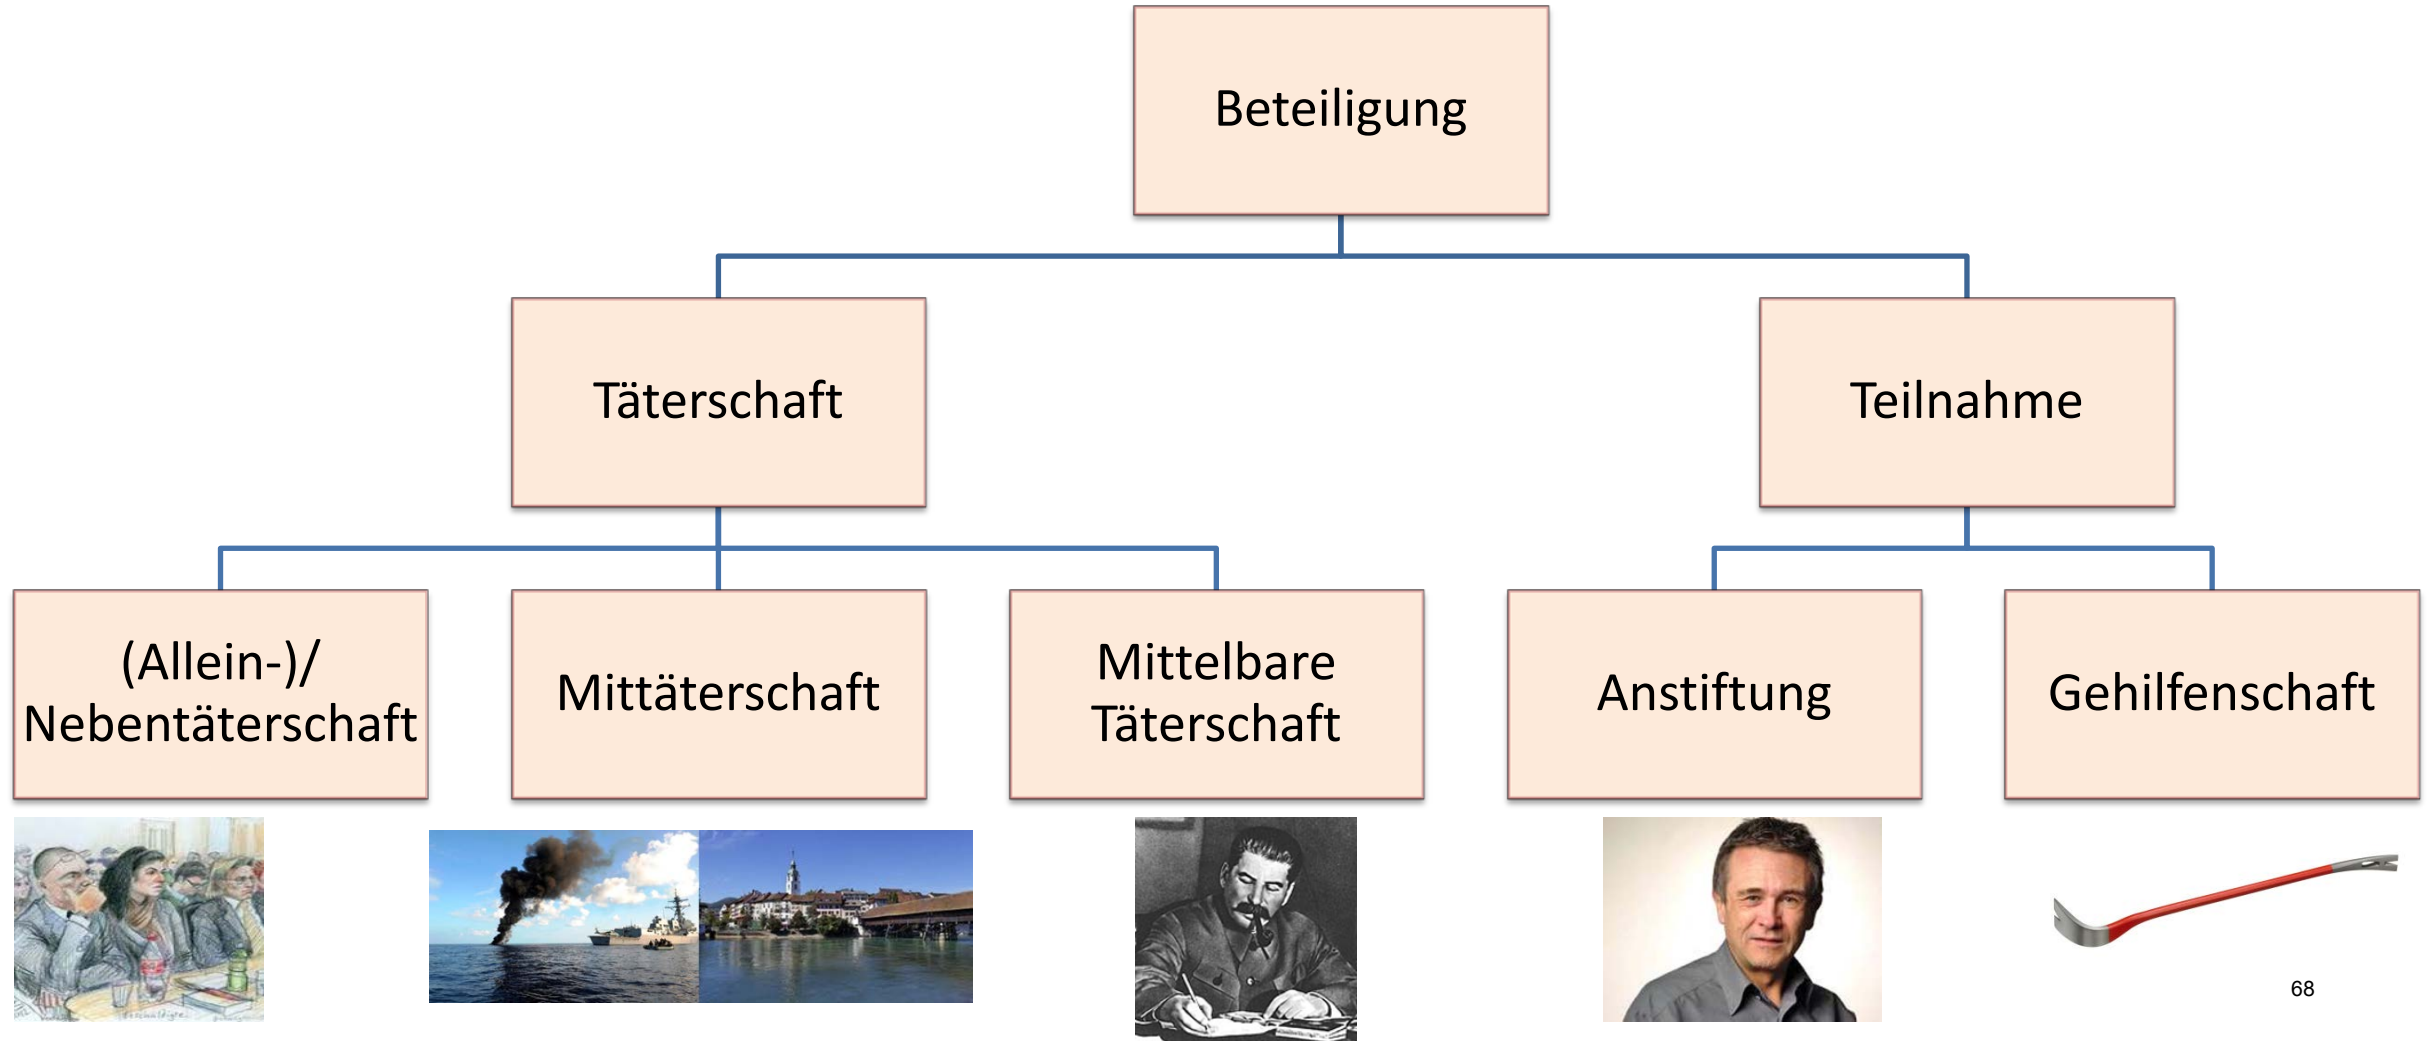 Beteiligung
Täterschaft
Teilnahme
(Allein-)/
Nebentäterschaft
Mittäterschaft
Mittelbare
Täterschaft
Anstiftung
Gehilfenschaft
68